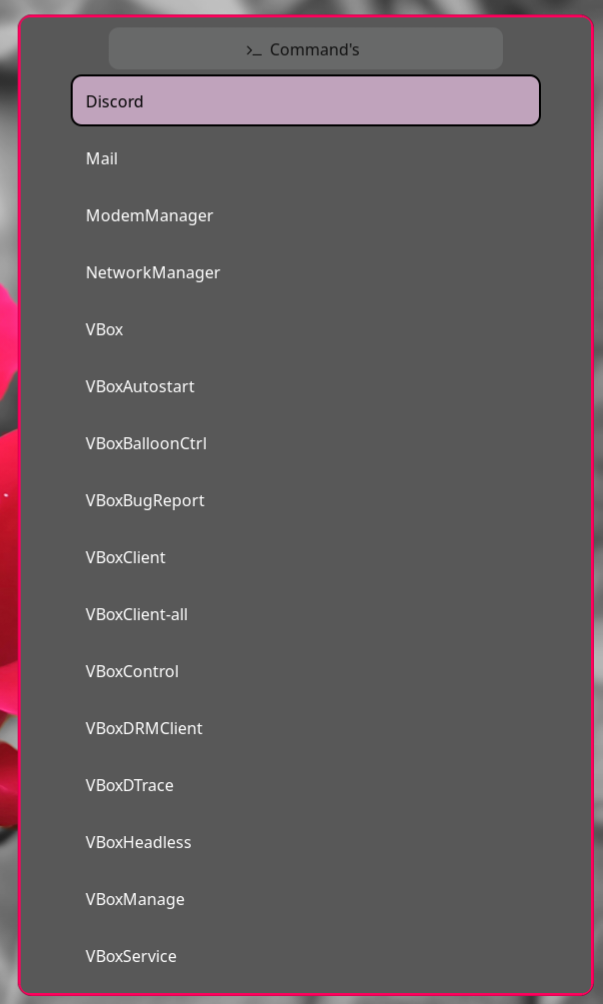 >_ Command's
Discord
Mail
ModemManager
NetworkManager
VBox
VBoxAutostart
VBoxBalloonCtrl
VBoxBugReport
VBoxClient
VBoxClient-all
VBoxControl
VBoxDRMClient
VBoxDTrace
VBoxHeadless
VBoxManage
VBoxService